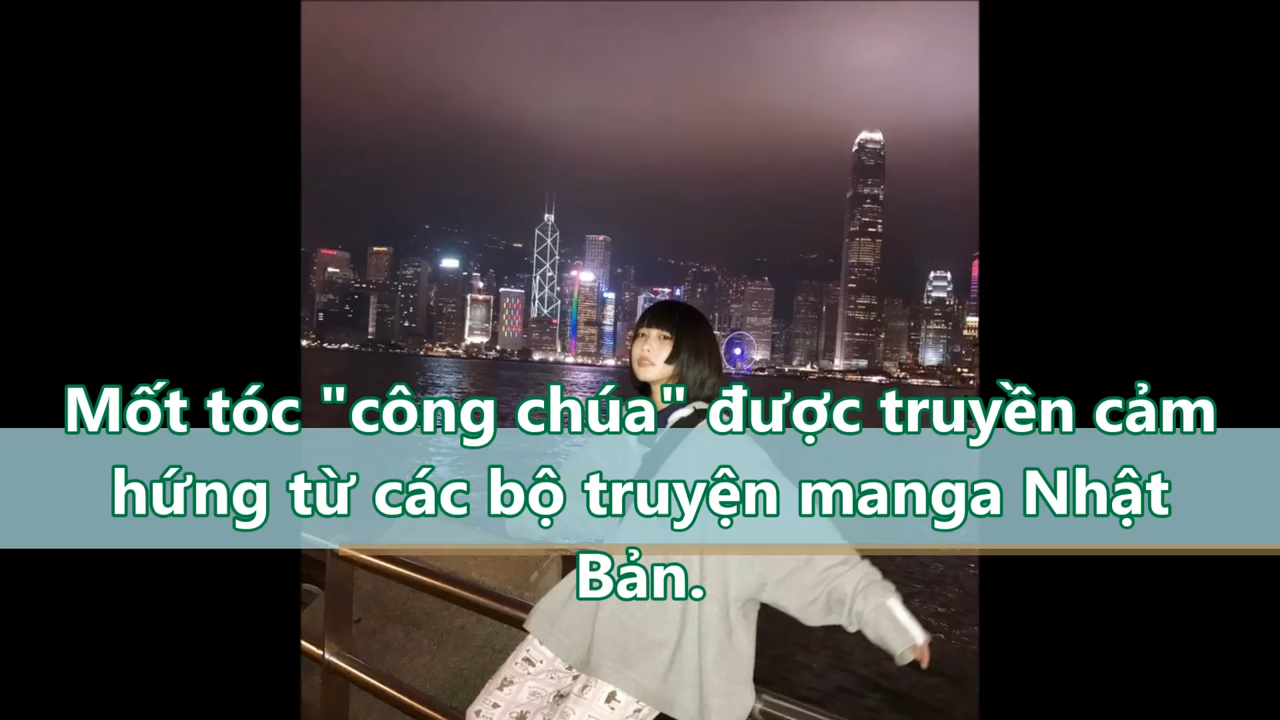 Mốt tóc "công chúa" được truyền cảm
hứng từ các bộ truyện manga Nhật
Bản.